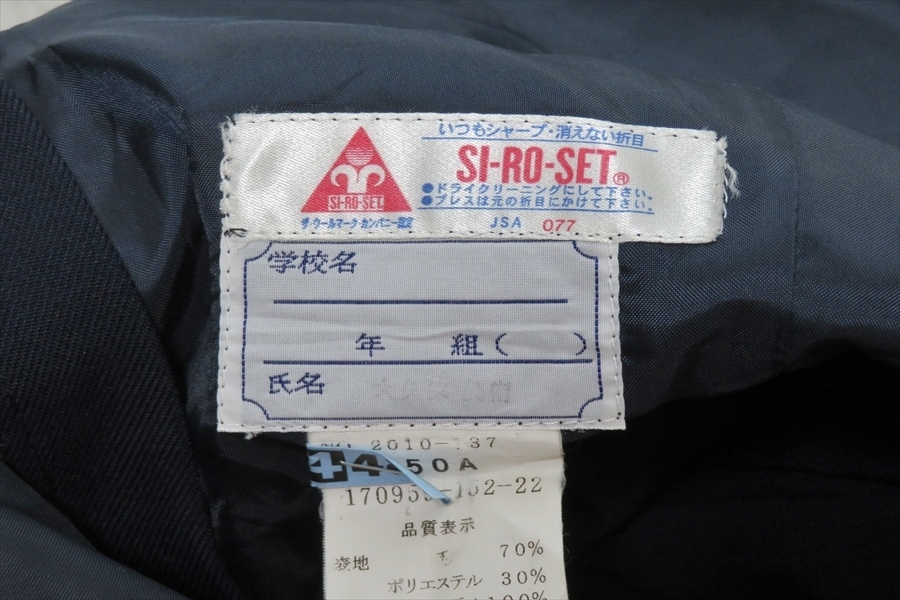 いつもシャープ・消えない折目
SI-RO-SET®
●ドライクリーニングにして下さい。
●プレスは元の折目にかけて下さい。
SI-RO-SET
ザ・ウールマーク・カンパニー認定
JSA 077
学校名
年 組( )
氏名
NO. 2010-137
50A
152-22
品質表示
表地 毛 70%
ポリエステル 30%
100%